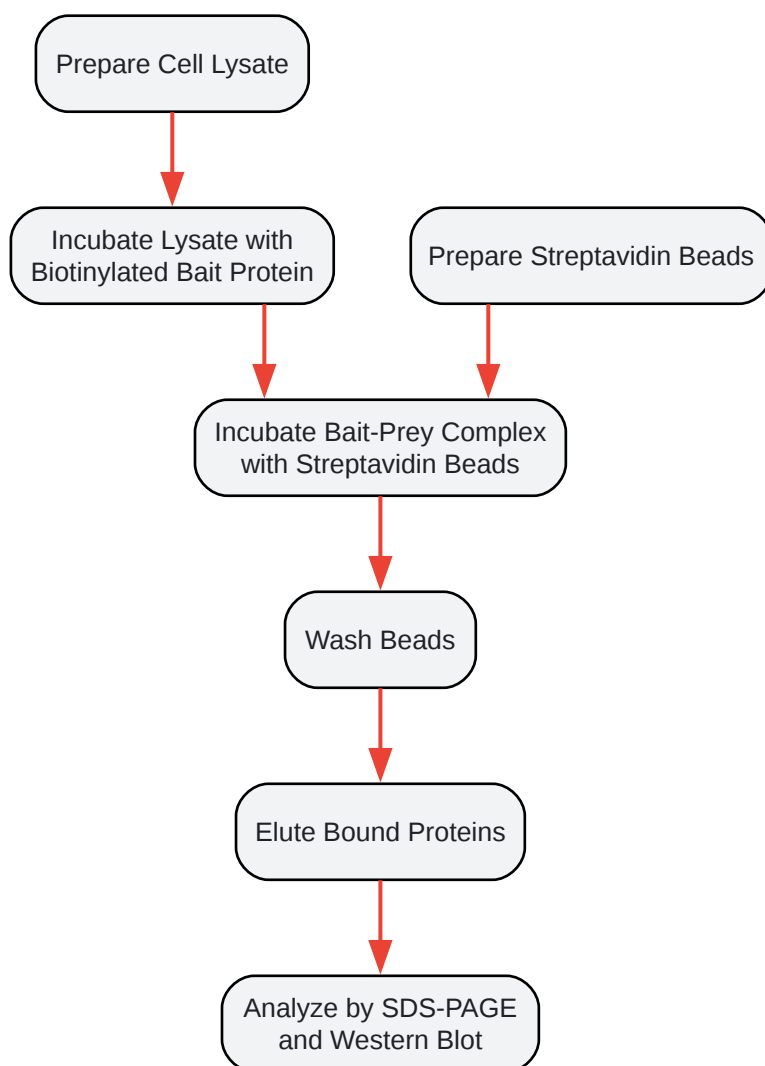 Prepare Cell Lysate
Incubate Lysate with
Biotinylated Bait Protein
Prepare Streptavidin Beads
Incubate Bait-Prey Complex
with Streptavidin Beads
Wash Beads
Elute Bound Proteins
Analyze by SDS-PAGE
and Western Blot